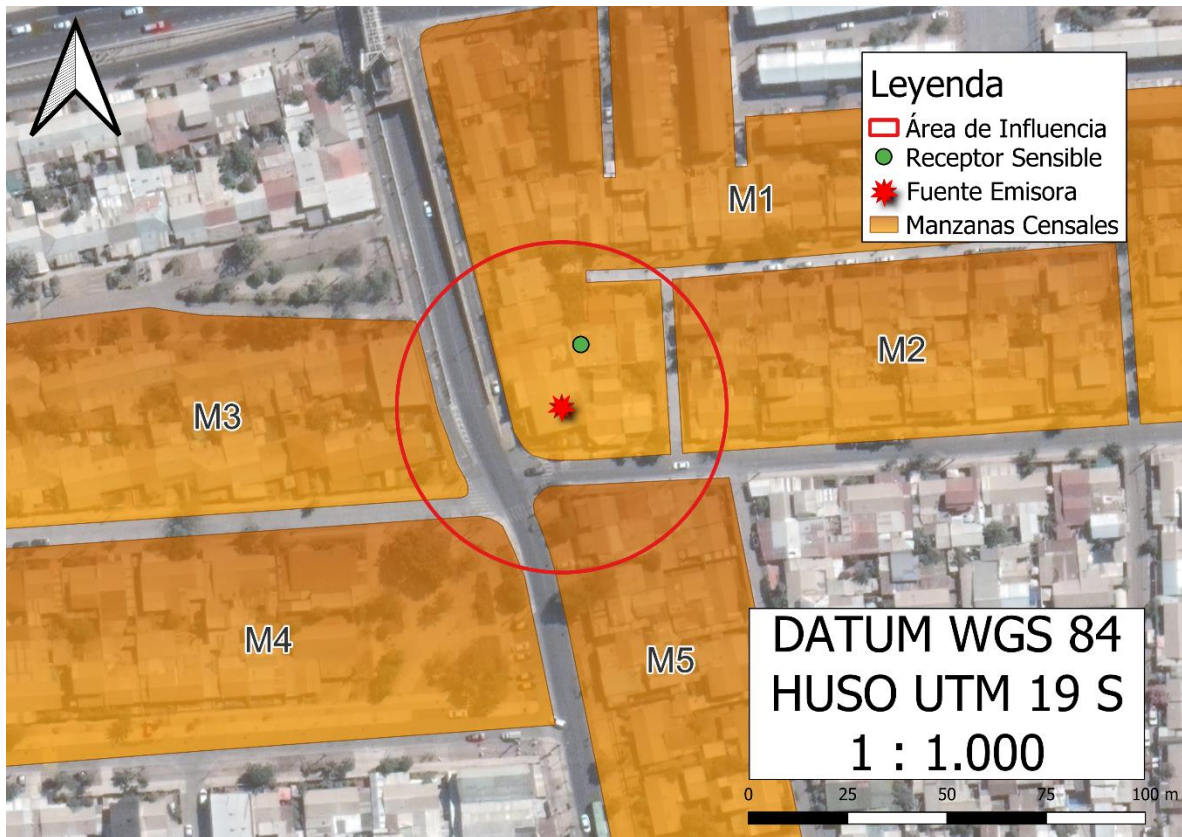 Leyenda
Área de Influencia
Receptor Sensible
Fuente Emisora
Manzanas Censales
M1
M2
M3
M4
M5
DATUM WGS 84
HUSO UTM 19 S
1 : 1.000
0 25 50 75 100 m